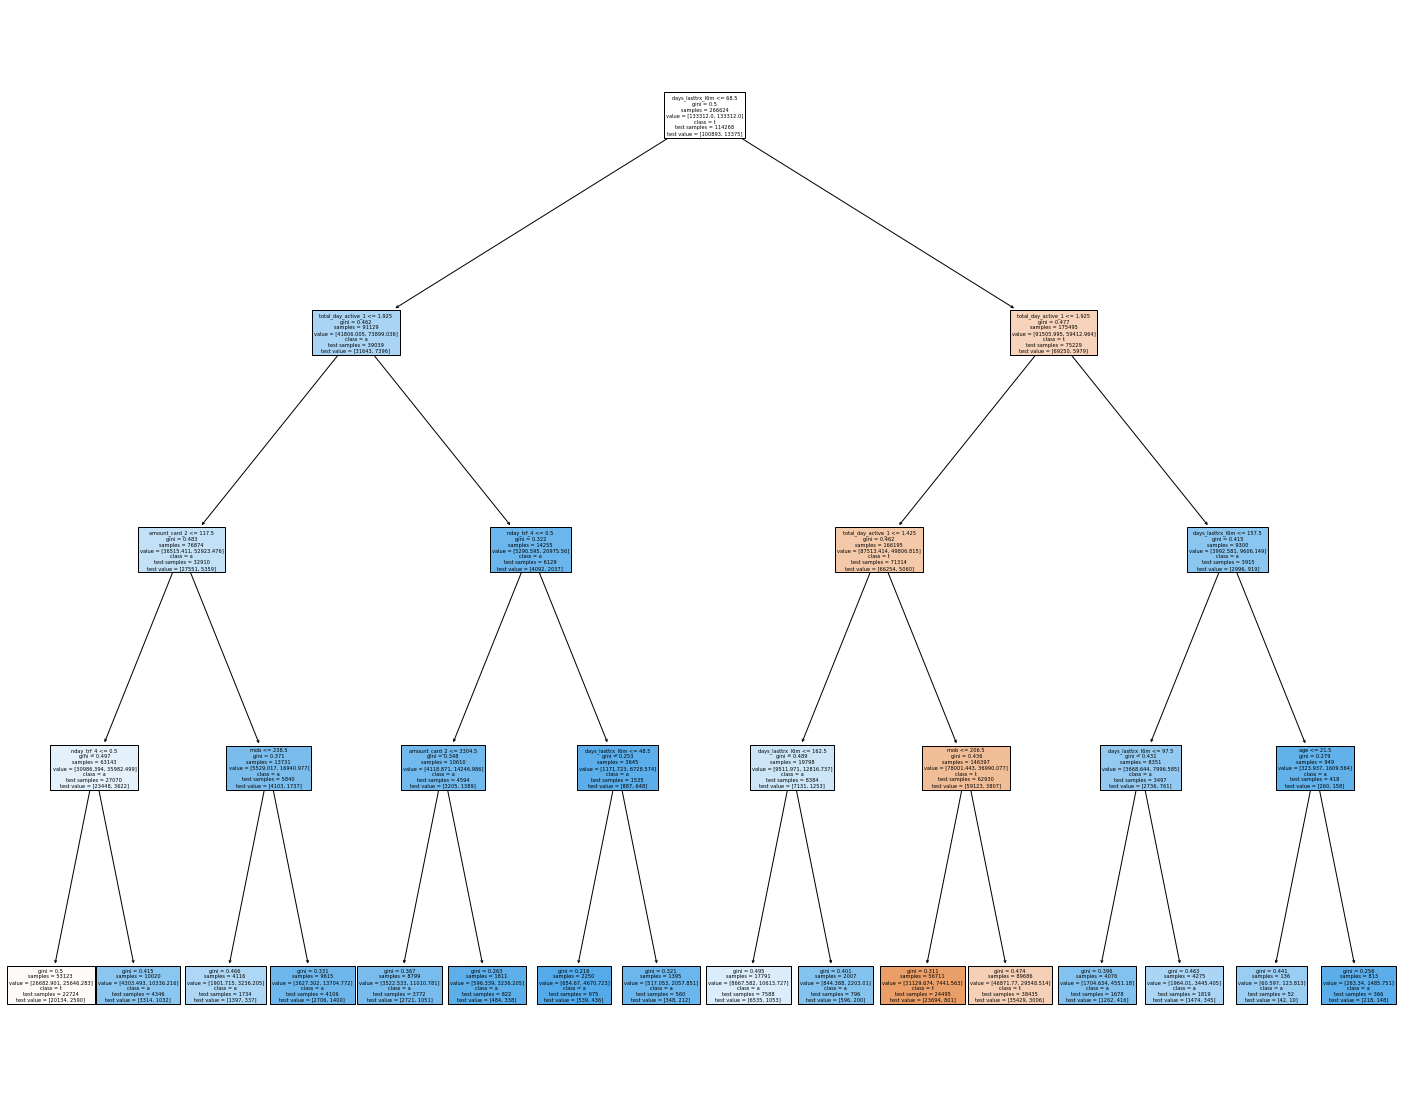 days_lasttrx_l6m <= 68.5
gini = 0.5
samples = 266624
value = [133312.0, 133312.0]
class = t
test samples = 114268
test value = [100893, 13375]
total_day_active_1 <= 1.925
gini = 0.462
samples = 91129
value = [41806.005, 73899.036]
class = a
test samples = 39039
test value = [31643, 7396]
total_day_active_1 <= 1.925
gini = 0.477
samples = 175495
value = [91505.995, 59412.964]
class = t
test samples = 75229
test value = [69250, 5979]
amount_card_2 <= 117.5
gini = 0.483
samples = 76874
value = [36515.411, 52923.476]
class = a
test samples = 32910
test value = [27551, 5359]
nday_trf_4 <= 0.5
gini = 0.322
samples = 14255
value = [5290.595, 20975.56]
class = a
test samples = 6129
test value = [4092, 2037]
total_day_active_1 <= 1.425
gini = 0.462
samples = 166195
value = [87513.414, 49806.815]
class = t
test samples = 71314
test value = [66254, 5060]
days_lasttrx_l6m <= 157.5
gini = 0.415
samples = 9300
value = [3992.581, 9606.149]
class = a
test samples = 3915
test value = [2996, 919]
nday_trf_4 <= 0.5
gini = 0.497
samples = 63143
value = [30986.394, 35982.499]
class = a
test samples = 27070
test value = [23448, 3622]
mob <= 238.5
gini = 0.371
samples = 13731
value = [5529.017, 16940.977]
class = a
test samples = 5840
test value = [4103, 1737]
amount_card_2 <= 3304.5
gini = 0.348
samples = 10610
value = [4118.871, 14246.986]
class = a
test samples = 4594
test value = [3205, 1389]
days_lasttrx_l6m <= 48.5
gini = 0.253
samples = 3645
value = [1171.723, 6728.574]
class = a
test samples = 1535
test value = [887, 648]
days_lasttrx_l6m <= 162.5
gini = 0.489
samples = 19798
value = [9511.971, 12816.737]
class = a
test samples = 8384
test value = [7131, 1253]
mob <= 206.5
gini = 0.436
samples = 146397
value = [78001.443, 36990.077]
class = t
test samples = 62930
test value = [59123, 3807]
days_lasttrx_l6m <= 97.5
gini = 0.431
samples = 8351
value = [3668.644, 7996.585]
class = a
test samples = 3497
test value = [2736, 761]
age <= 21.5
gini = 0.279
samples = 949
value = [323.937, 1609.564]
class = a
test samples = 418
test value = [260, 158]
gini = 0.5
samples = 53123
value = [26682.901, 25646.283]
class = t
test samples = 22724
test value = [20134, 2590]
gini = 0.415
samples = 10020
value = [4303.493, 10336.216]
class = a
test samples = 4346
test value = [3314, 1032]
gini = 0.466
samples = 4116
value = [1901.715, 3236.205]
class = a
test samples = 1734
test value = [1397, 337]
gini = 0.331
samples = 9615
value = [3627.302, 13704.772]
class = a
test samples = 4106
test value = [2706, 1400]
gini = 0.367
samples = 8799
value = [3522.533, 11010.781]
class = a
test samples = 3772
test value = [2721, 1051]
gini = 0.263
samples = 1811
value = [596.339, 3236.205]
class = a
test samples = 822
test value = [484, 338]
gini = 0.216
samples = 2250
value = [654.67, 4670.723]
class = a
test samples = 975
test value = [539, 436]
gini = 0.321
samples = 1395
value = [517.053, 2057.851]
class = a
test samples = 560
test value = [348, 212]
gini = 0.495
samples = 17791
value = [8667.582, 10613.727]
class = a
test samples = 7588
test value = [6535, 1053]
gini = 0.401
samples = 2007
value = [844.388, 2203.01]
class = a
test samples = 796
test value = [596, 200]
gini = 0.311
samples = 56711
value = [31129.674, 7441.563]
class = t
test samples = 24495
test value = [23694, 801]
gini = 0.474
samples = 89686
value = [46871.77, 29548.514]
class = t
test samples = 38435
test value = [35429, 3006]
gini = 0.396
samples = 4076
value = [1704.634, 4551.18]
class = a
test samples = 1678
test value = [1262, 416]
gini = 0.463
samples = 4275
value = [1964.01, 3445.405]
class = a
test samples = 1819
test value = [1474, 345]
gini = 0.441
samples = 136
value = [60.597, 123.813]
class = a
test samples = 52
test value = [42, 10]
gini = 0.256
samples = 813
value = [263.34, 1485.751]
class = a
test samples = 366
test value = [218, 148]